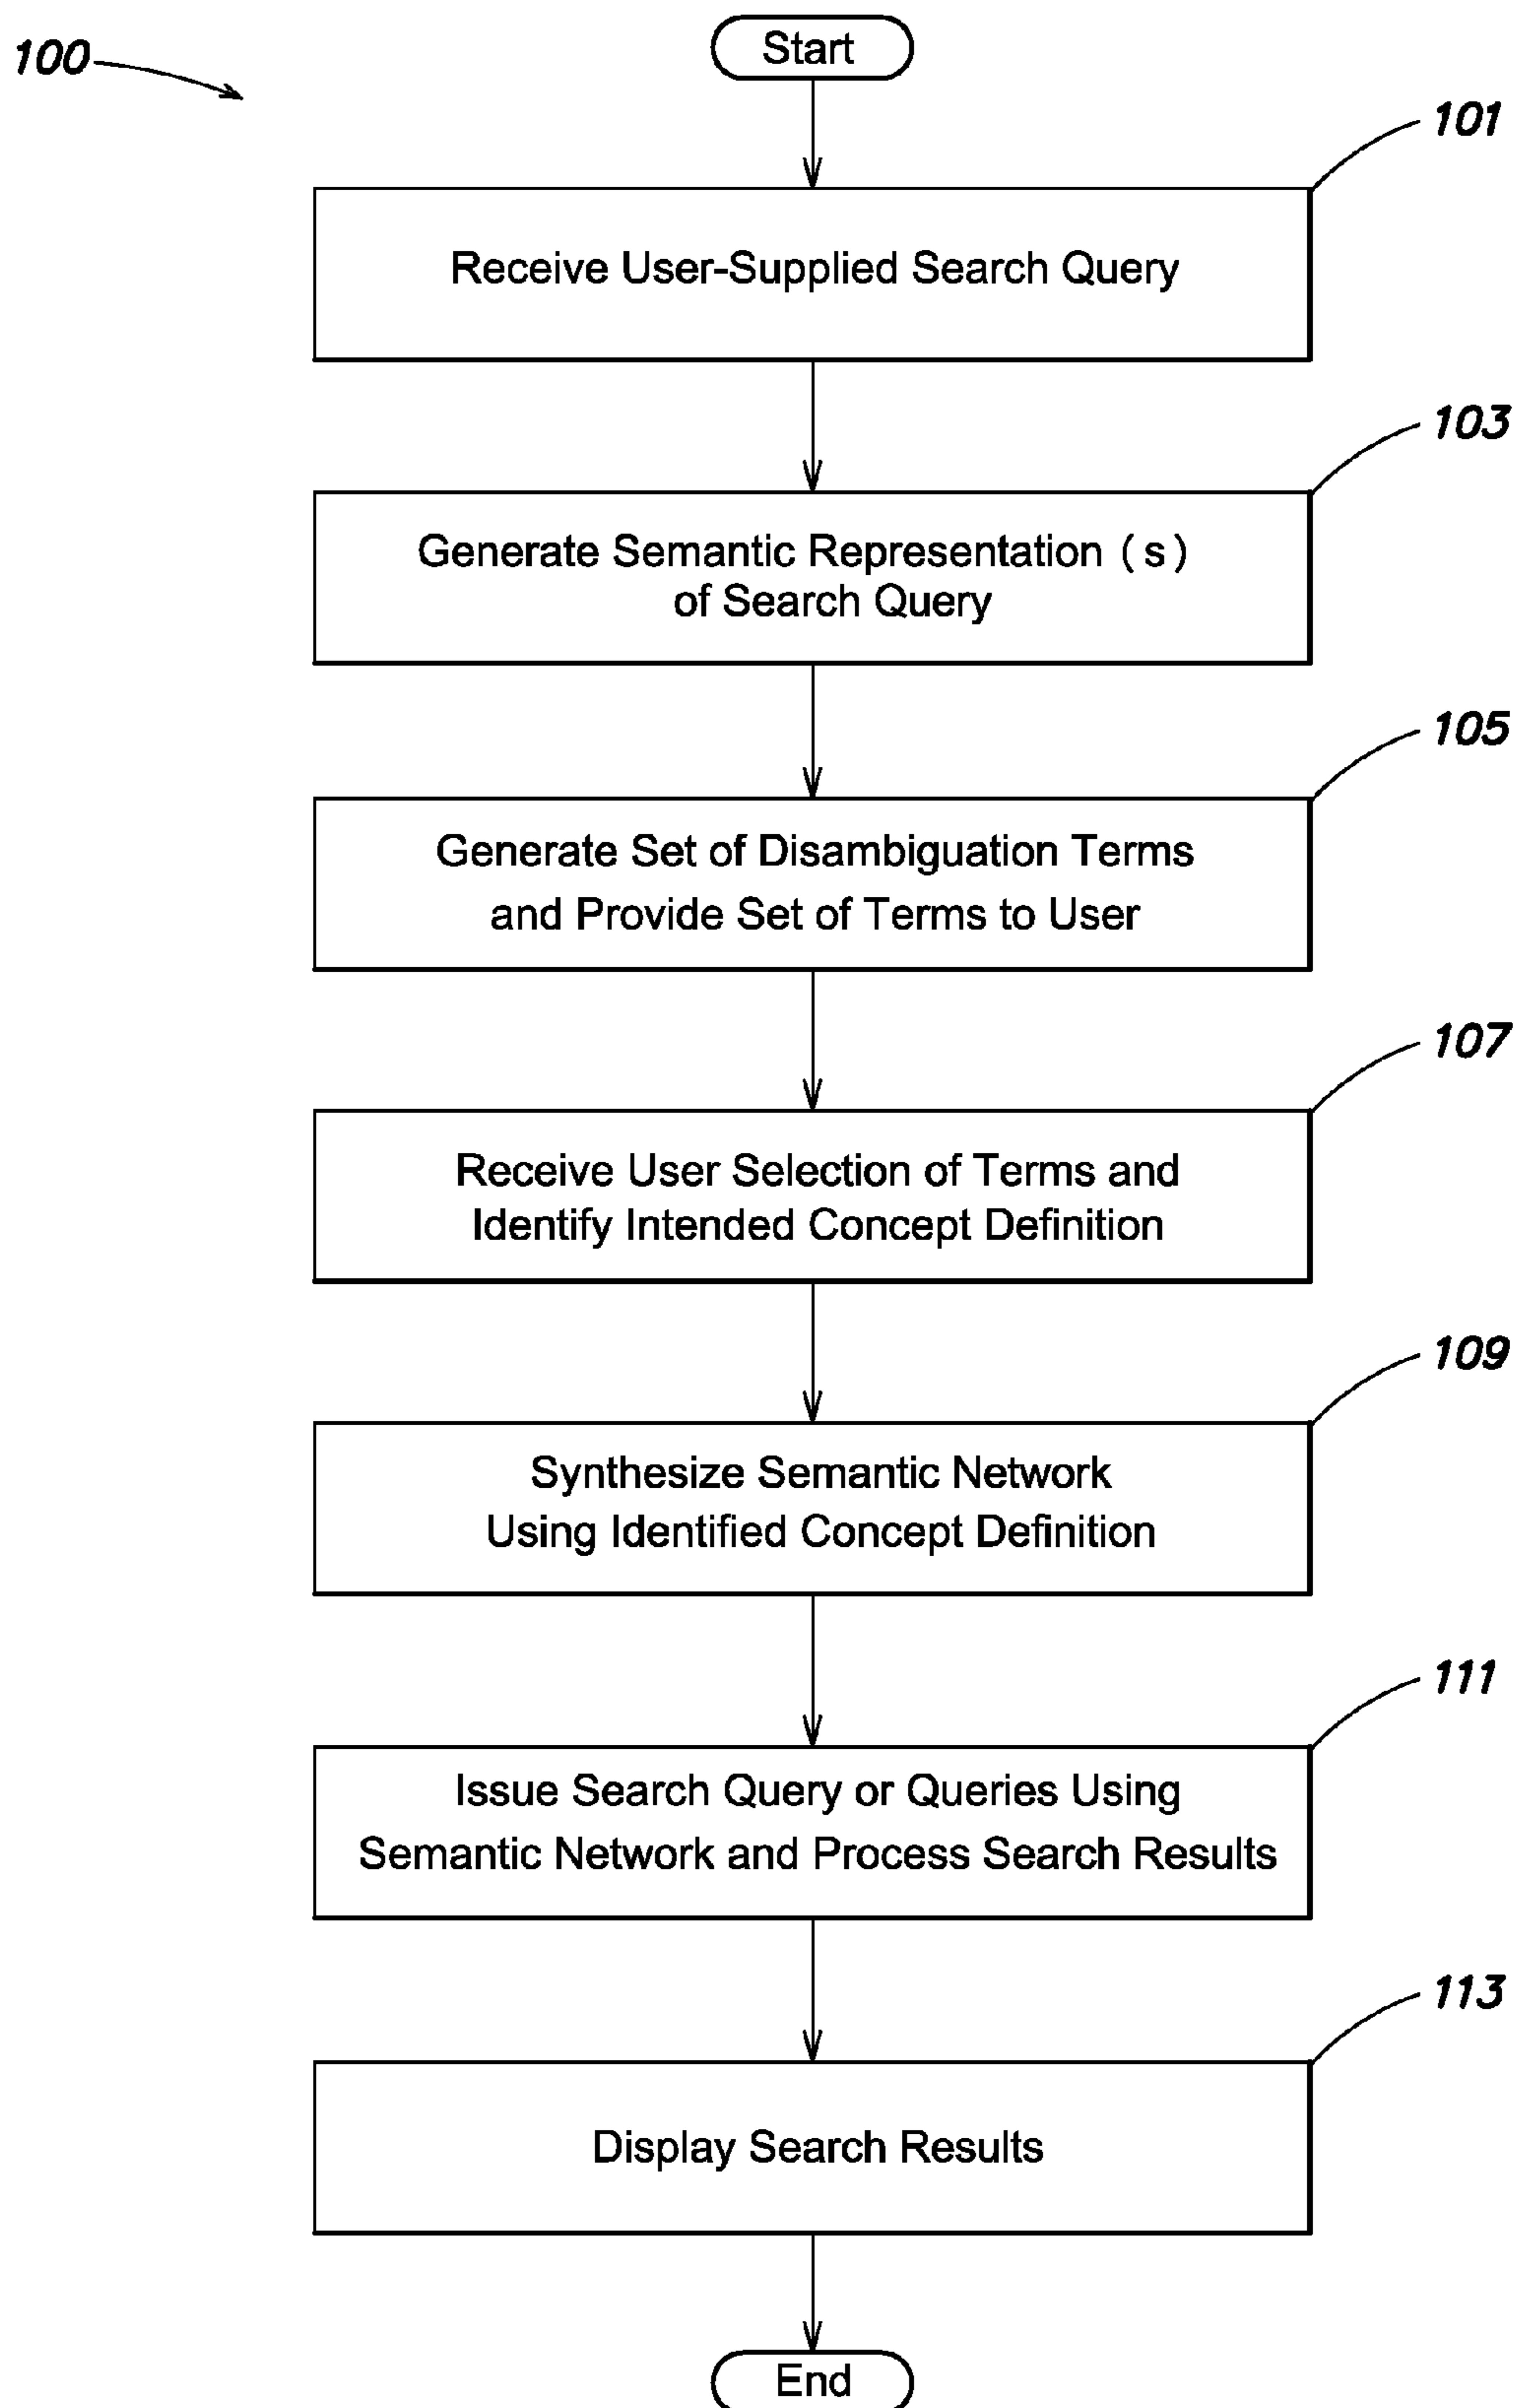 100
Start
101
Receive User-Supplied Search Query
103
Generate Semantic Representation (s)
of Search Query
105
Generate Set of Disambiguation Terms
and Provide Set of Terms to User
107
Receive User Selection of Terms and
Identify Intended Concept Definition
109
Synthesize Semantic Network
Using Identified Concept Definition
111
Issue Search Query or Queries Using
Semantic Network and Process Search Results
113
Display Search Results
End